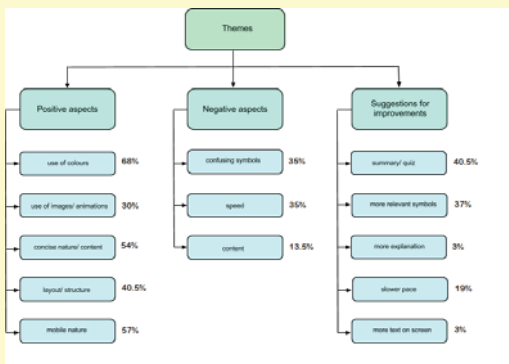 Themes
Positive aspects
Negative aspects
Suggestions for
improvements
use of colours 68%
confusing symbols 35%
summary/ quiz 40.5%
use of images/ animations 30%
speed 35%
more relevant symbols 37%
concise nature/ content 54%
content 13.5%
more explanation 3%
layout/ structure 40.5%
slower pace 19%
mobile nature 57%
more text on screen 3%